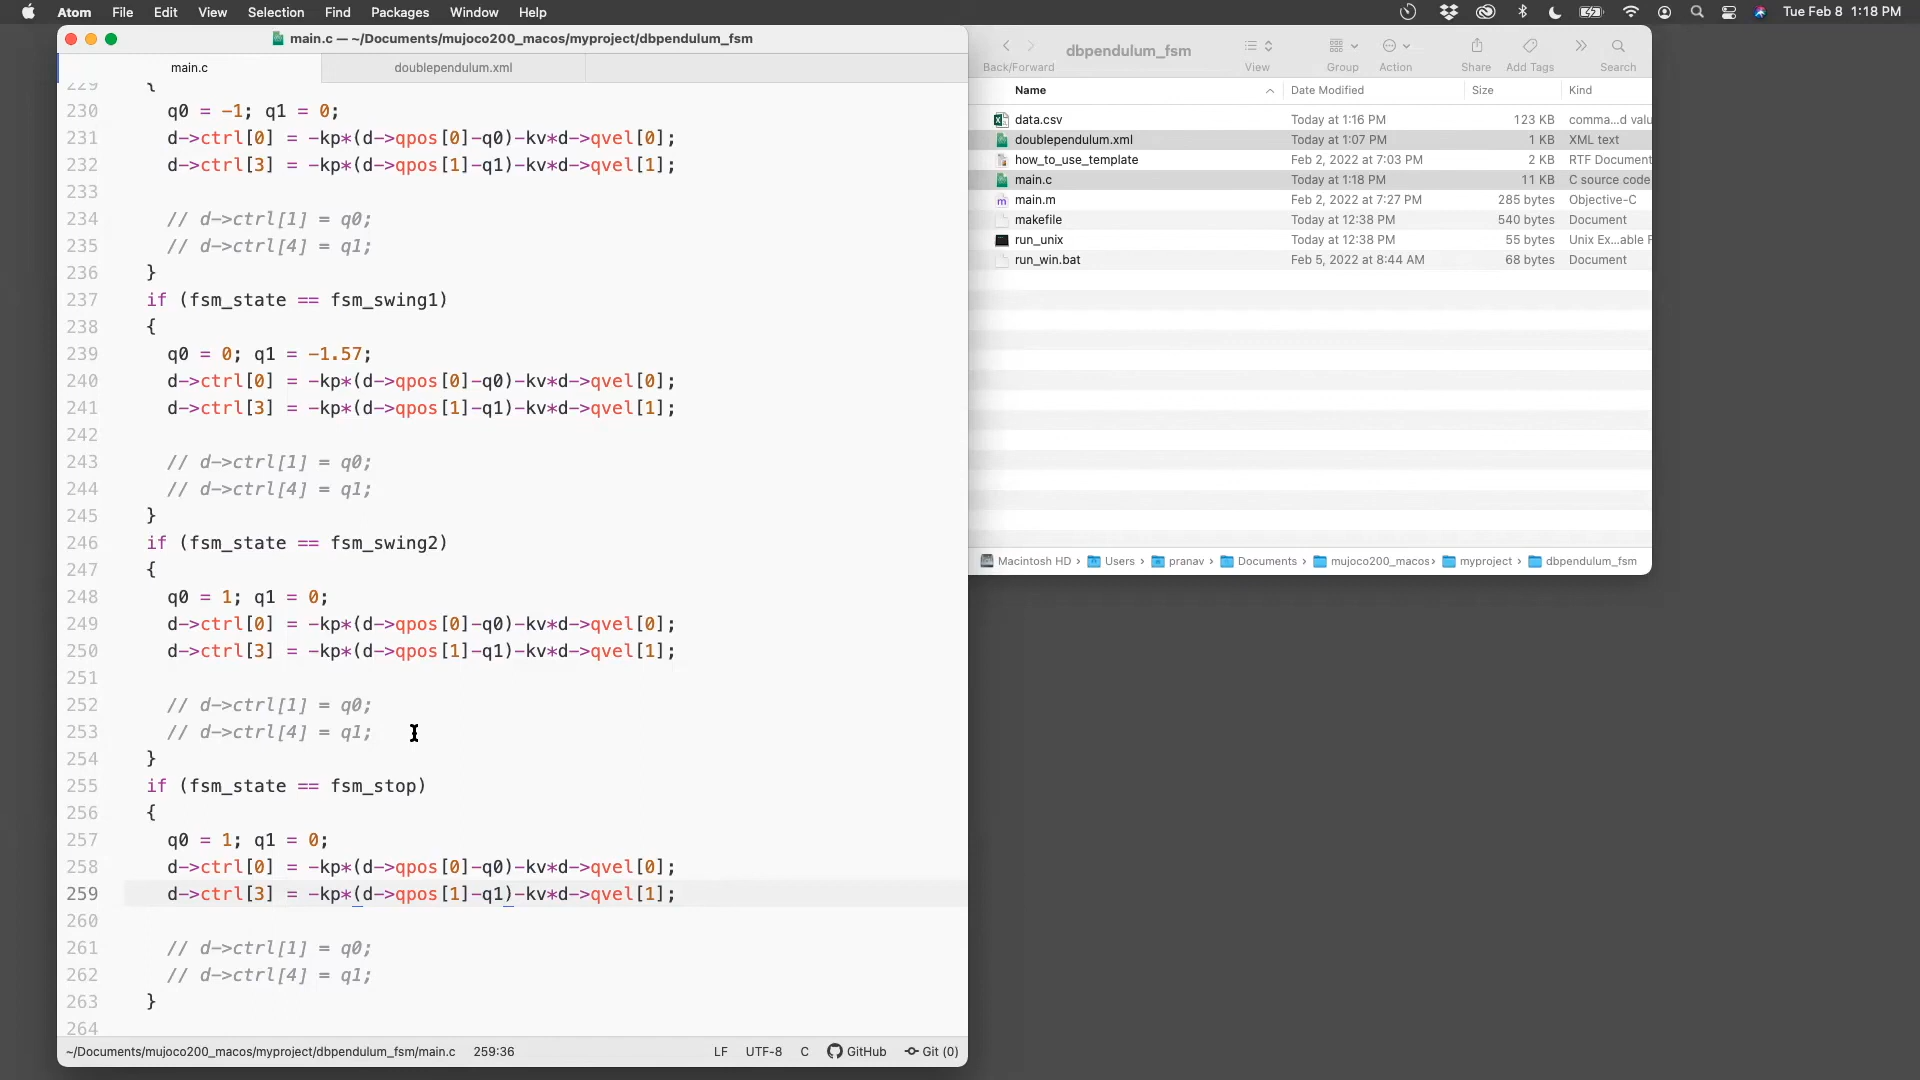 Atom File Edit View Selection Find Packages Window Help Tue Feb 8 1:18 PM
main.c — ~/Documents/mujoco200_macos/myproject/dbpendulum_fsm
main.c doublependulum.xml
229 {
230 q0 = -1; q1 = 0;
231 d->ctrl[0] = -kp*(d->qpos[0]-q0)-kv*d->qvel[0];
232 d->ctrl[3] = -kp*(d->qpos[1]-q1)-kv*d->qvel[1];
233
234 // d->ctrl[1] = q0;
235 // d->ctrl[4] = q1;
236 }
237 if (fsm_state == fsm_swing1)
238 {
239 q0 = 0; q1 = -1.57;
240 d->ctrl[0] = -kp*(d->qpos[0]-q0)-kv*d->qvel[0];
241 d->ctrl[3] = -kp*(d->qpos[1]-q1)-kv*d->qvel[1];
242
243 // d->ctrl[1] = q0;
244 // d->ctrl[4] = q1;
245 }
246 if (fsm_state == fsm_swing2)
247 {
248 q0 = 1; q1 = 0;
249 d->ctrl[0] = -kp*(d->qpos[0]-q0)-kv*d->qvel[0];
250 d->ctrl[3] = -kp*(d->qpos[1]-q1)-kv*d->qvel[1];
251
252 // d->ctrl[1] = q0;
253 // d->ctrl[4] = q1;
254 }
255 if (fsm_state == fsm_stop)
256 {
257 q0 = 1; q1 = 0;
258 d->ctrl[0] = -kp*(d->qpos[0]-q0)-kv*d->qvel[0];
259 d->ctrl[3] = -kp*(d->qpos[1]-q1)-kv*d->qvel[1];
260
261 // d->ctrl[1] = q0;
262 // d->ctrl[4] = q1;
263 }
264
~/Documents/mujoco200_macos/myproject/dbpendulum_fsm/main.c 259:36 LF UTF-8 C GitHub Git (0)
dbpendulum_fsm
Back/Forward View Group Action Share Add Tags Search
Name Date Modified Size Kind
data.csv Today at 1:16 PM 123 KB comma...d valu
doublependulum.xml Today at 1:07 PM 1 KB XML text
how_to_use_template Feb 2, 2022 at 7:03 PM 2 KB RTF Document
main.c Today at 1:18 PM 11 KB C source code
main.m Feb 2, 2022 at 7:27 PM 285 bytes Objective-C
makefile Today at 12:38 PM 540 bytes Document
run_unix Today at 12:38 PM 55 bytes Unix Ex...able F
run_win.bat Feb 5, 2022 at 8:44 AM 68 bytes Document
Macintosh HD › Users › pranav › Documents › mujoco200_macos › myproject › dbpendulum_fsm